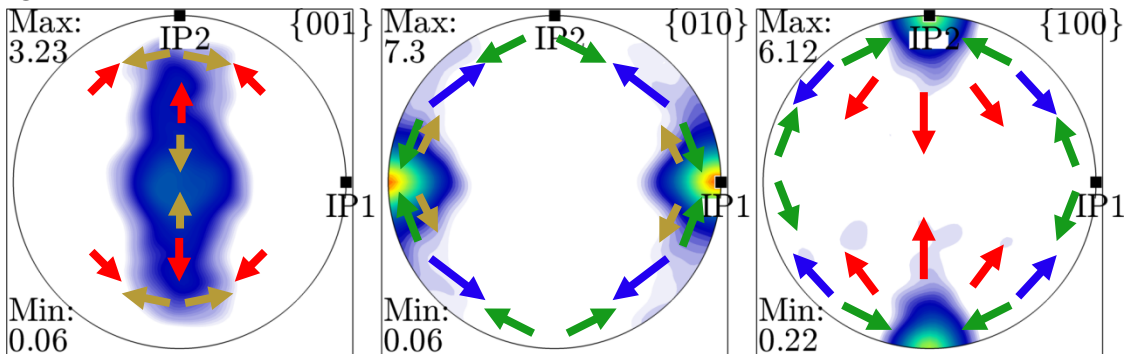 Max:
3.23
IP2
{001}
IP1
Min:
0.06
Max:
7.3
IP2
{010}
IP1
Min:
0.06
Max:
6.12
IP2
{100}
IP1
Min:
0.22